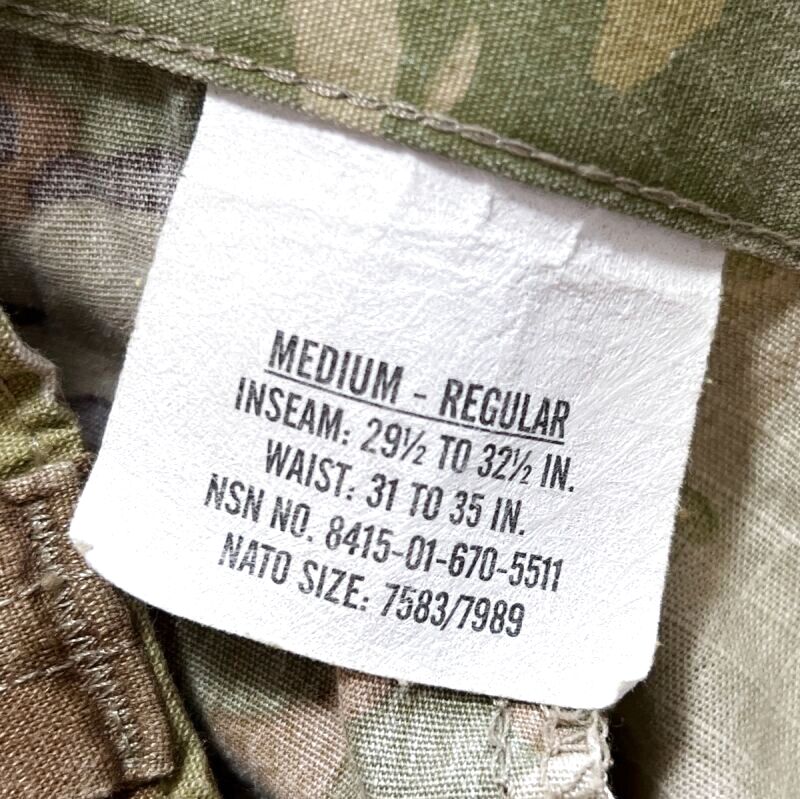 MEDIUM - REGULAR
INSEAM: 29½ TO 32½ IN.
WAIST: 31 TO 35 IN.
NSN NO. 8415-01-670-5511
NATO SIZE: 7583/7989